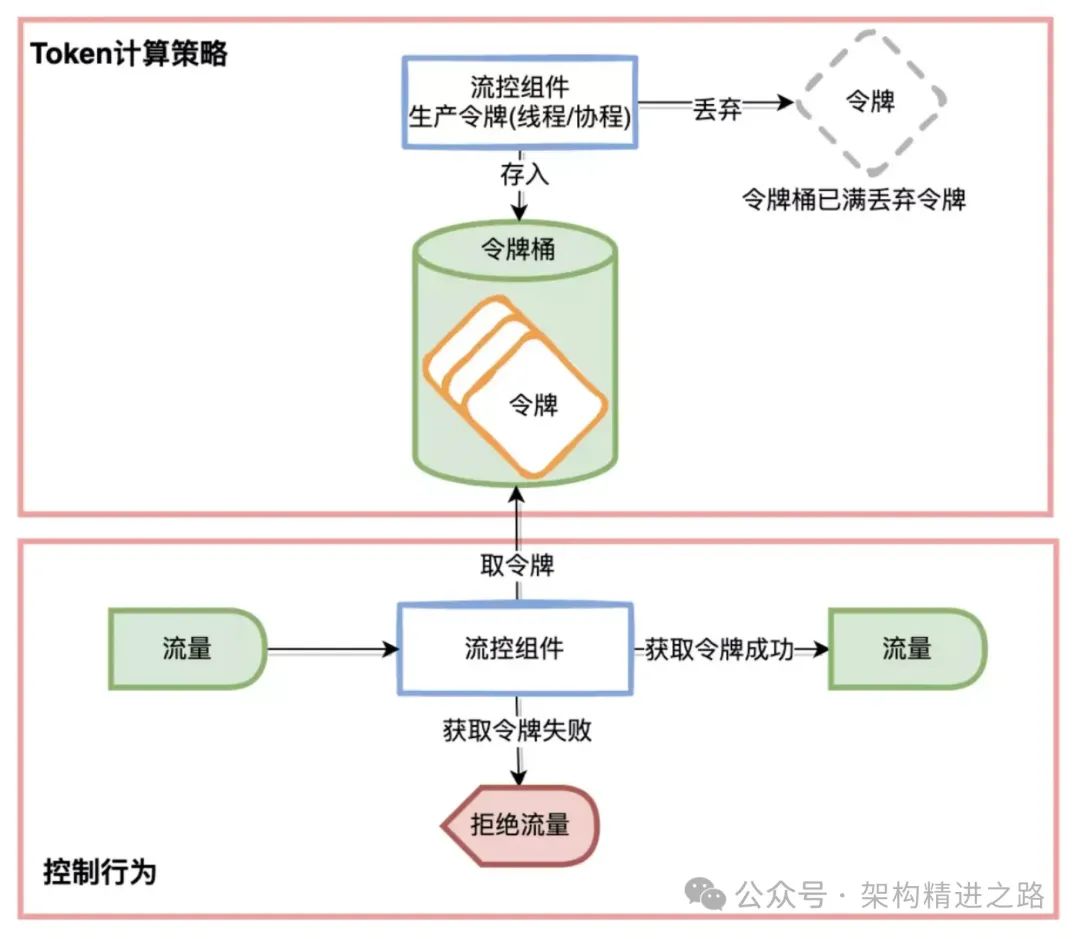 Token计算策略
流控组件
生产令牌(线程/协程)
丢弃
令牌
令牌桶已满丢弃令牌
存入
令牌桶
令牌
取令牌
流量
流控组件
获取令牌成功
流量
获取令牌失败
拒绝流量
控制行为
公众号 · 架构精进之路